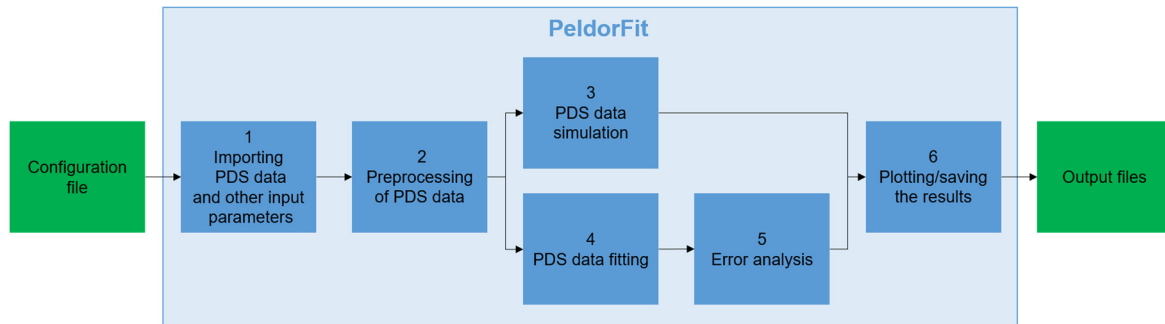 PeldorFit
Configuration
file
1
Importing
PDS data
and other input
parameters
2
Preprocessing
of PDS data
3
PDS data
simulation
4
PDS data fitting
5
Error analysis
6
Plotting/saving
the results
Output files